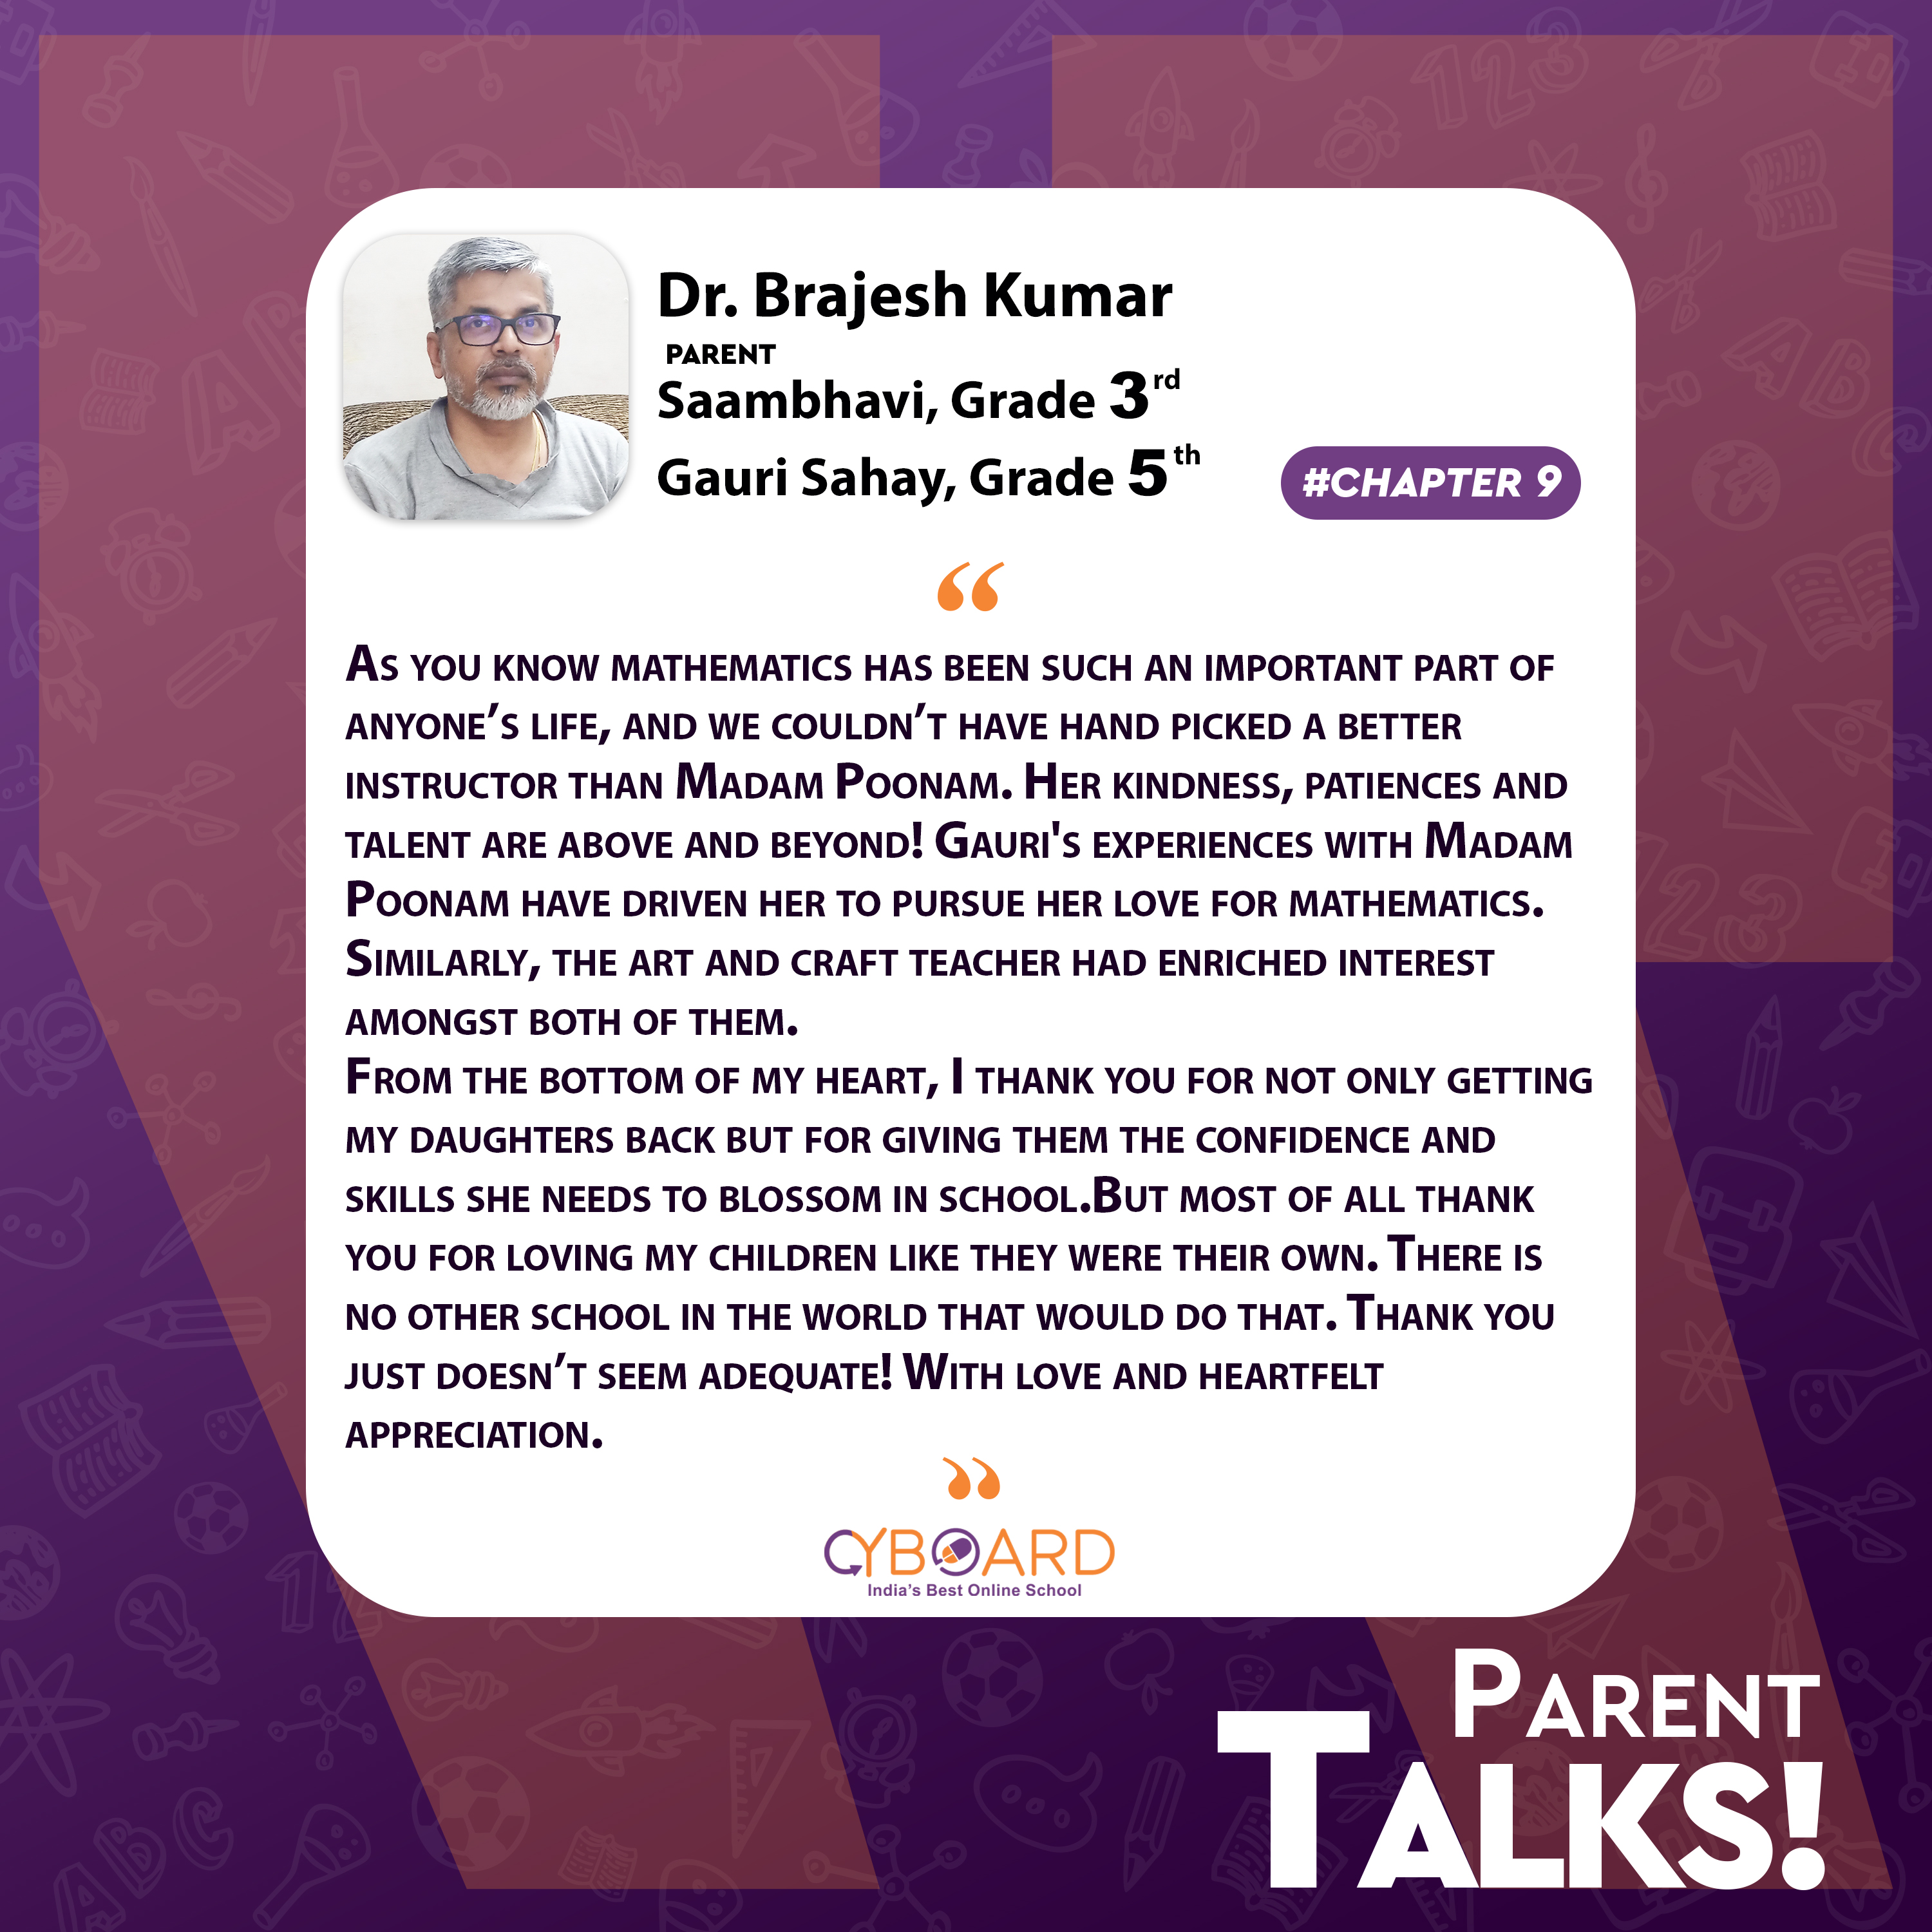 Dr. Brajesh Kumar
PARENT
Saambhavi, Grade 3rd
Gauri Sahay, Grade 5th
#CHAPTER 9
“
As you know mathematics has been such an important part of
anyone’s life, and we couldn’t have hand picked a better
instructor than Madam Poonam. Her kindness, patiences and
talent are above and beyond! Gauri's experiences with Madam
Poonam have driven her to pursue her love for mathematics.
Similarly, the art and craft teacher had enriched interest
amongst both of them.
From the bottom of my heart, I thank you for not only getting
my daughters back but for giving them the confidence and
skills she needs to blossom in school.But most of all thank
you for loving my children like they were their own. There is
no other school in the world that would do that. Thank you
just doesn’t seem adequate! With love and heartfelt
appreciation.
”
CYBOARD
India’s Best Online School
Parent
Talks!